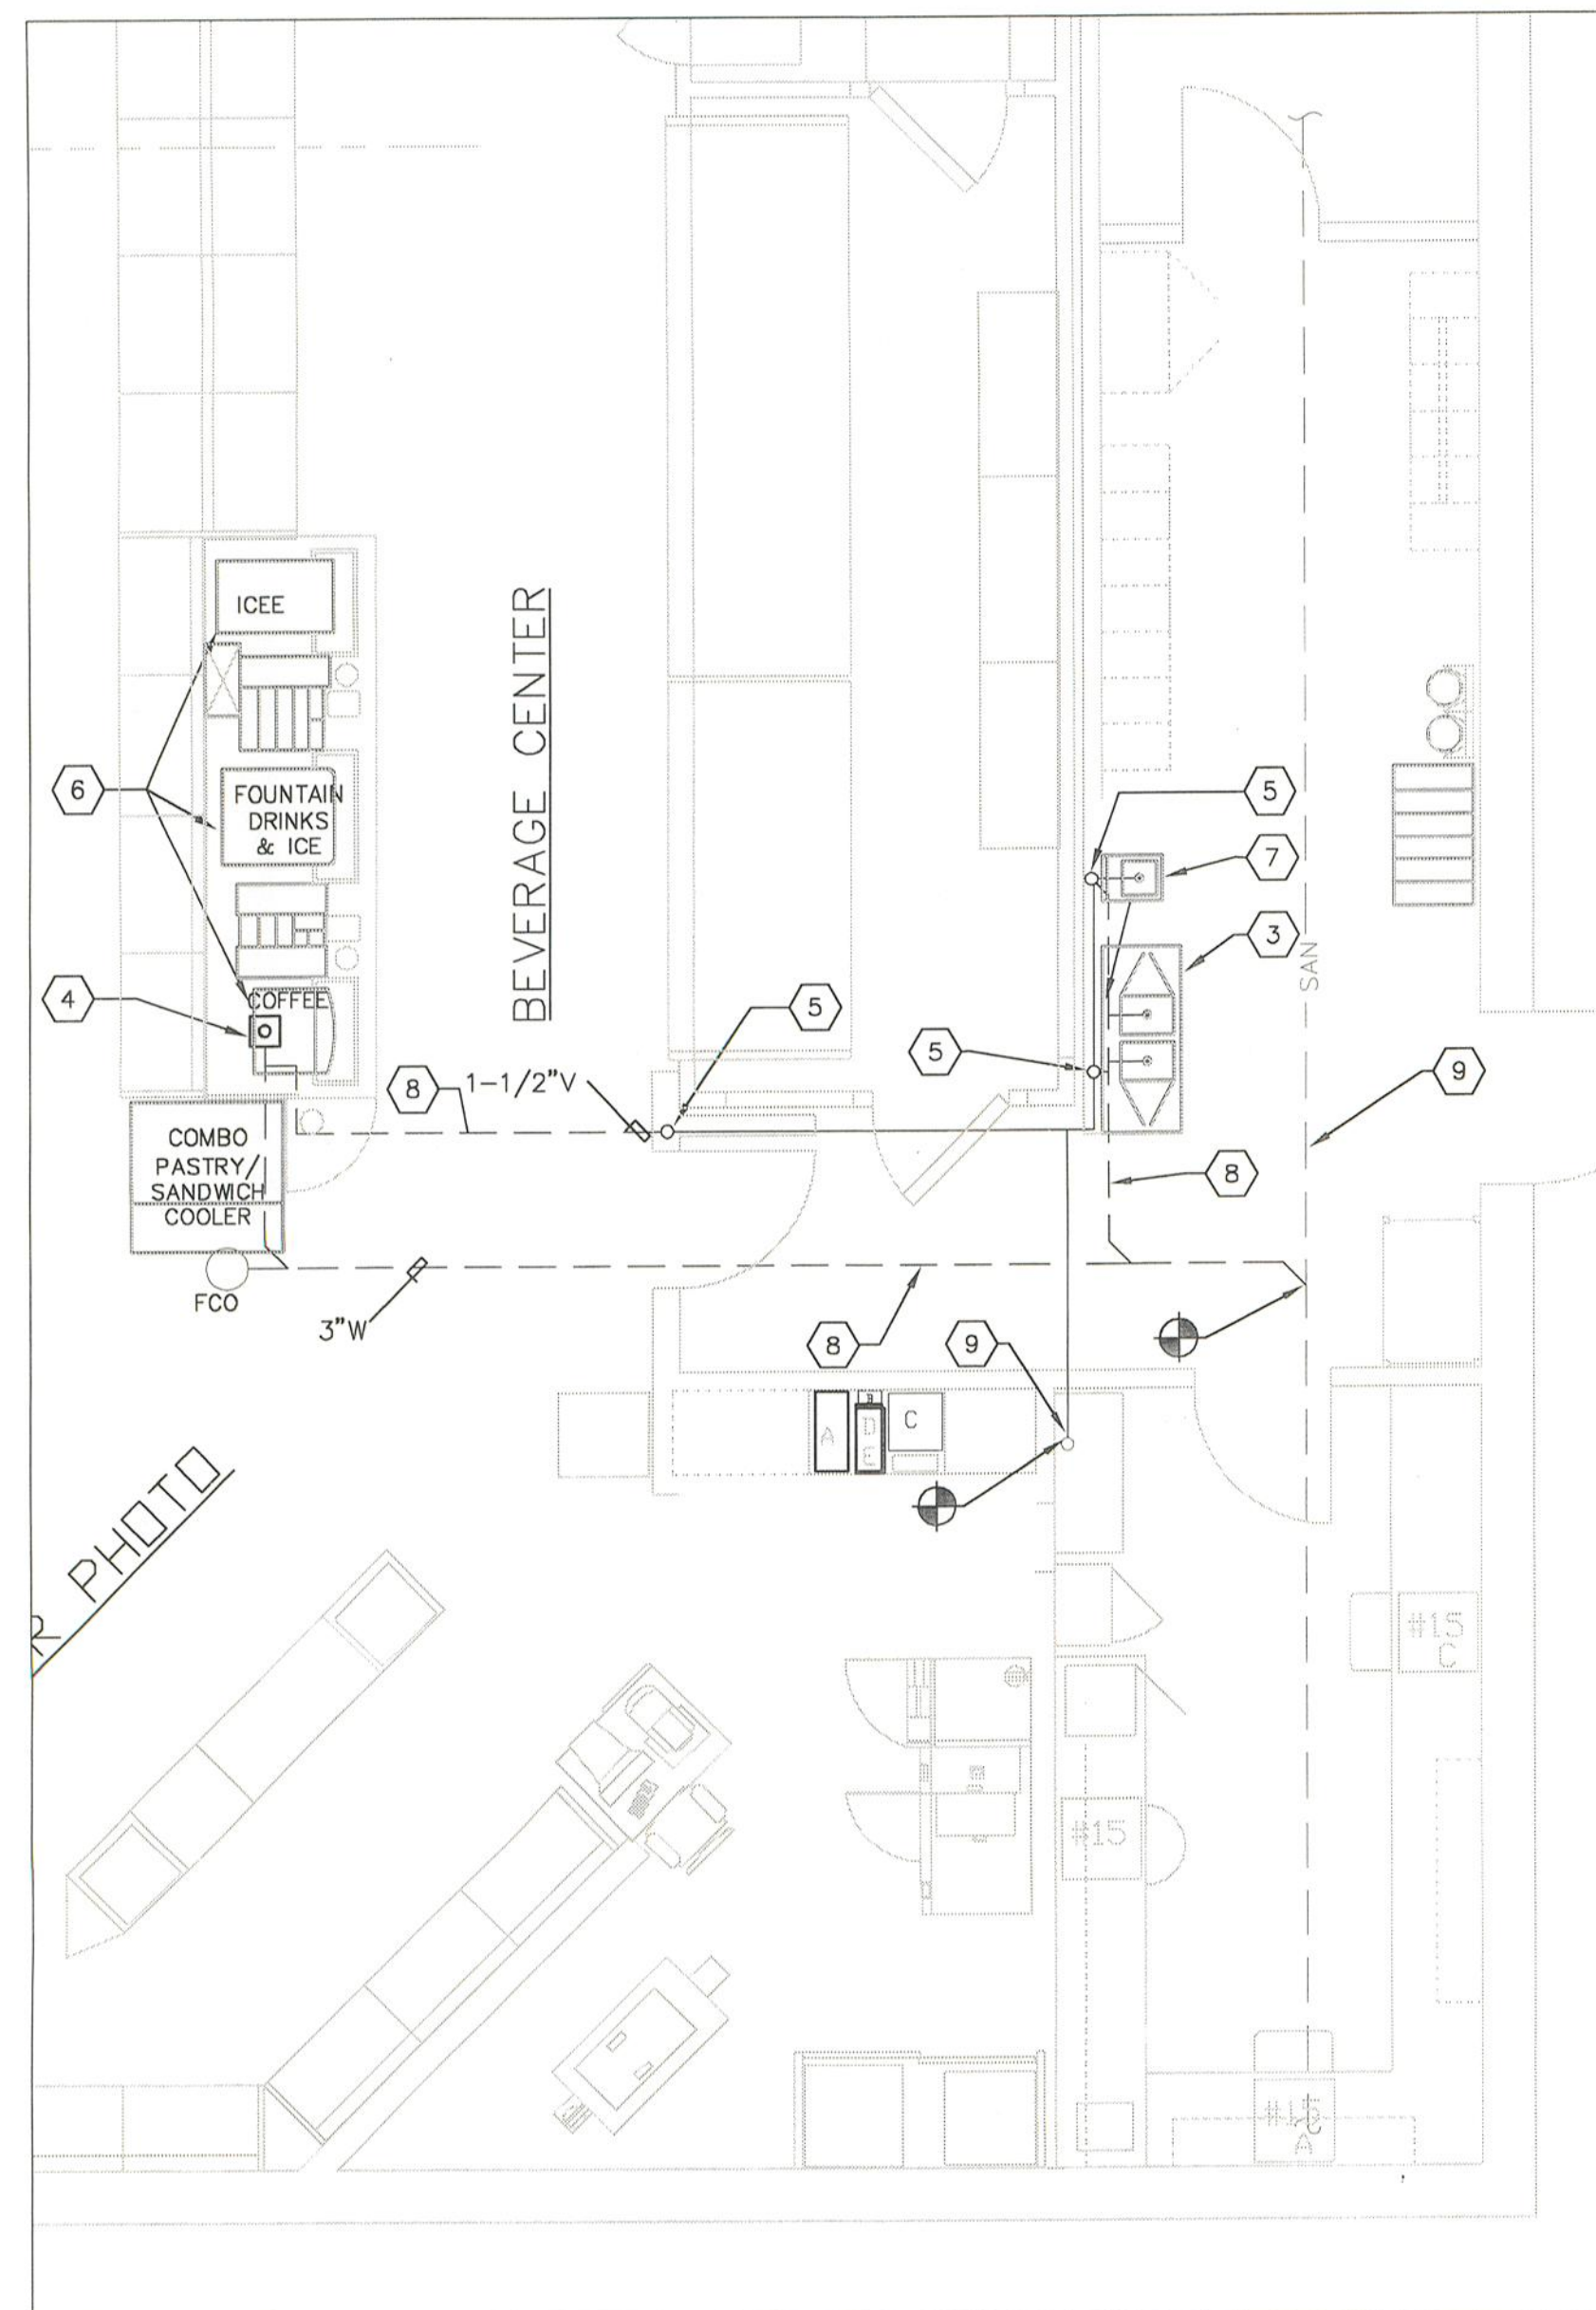 ICEE
BEVERAGE CENTER
6
FOUNTAIN
DRINKS
& ICE
5
7
3
SAN
4
COFFEE
5
5
9
8
1-1/2"V
COMBO
PASTRY/
SANDWICH
COOLER
8
FCO
3"W
8
9
A
B
D
E
C
R PHOTO
#15
C
#15
#15
A